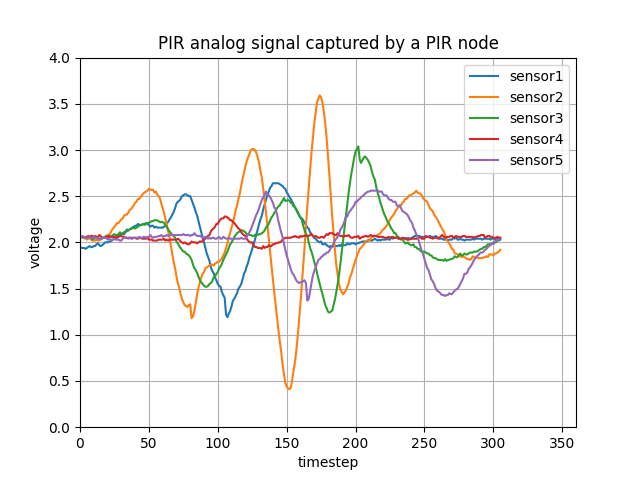 PIR analog signal captured by a PIR node
4.0
3.5
3.0
2.5
2.0
1.5
1.0
0.5
0.0
voltage
sensor1
sensor2
sensor3
sensor4
sensor5
0 50 100 150 200 250 300 350
timestep